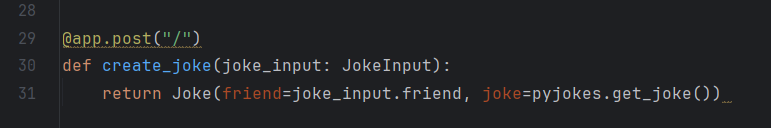 28
29 @app.post("/")
30 def create_joke(joke_input: JokeInput):
31     return Joke(friend=joke_input.friend, joke=pyjokes.get_joke())